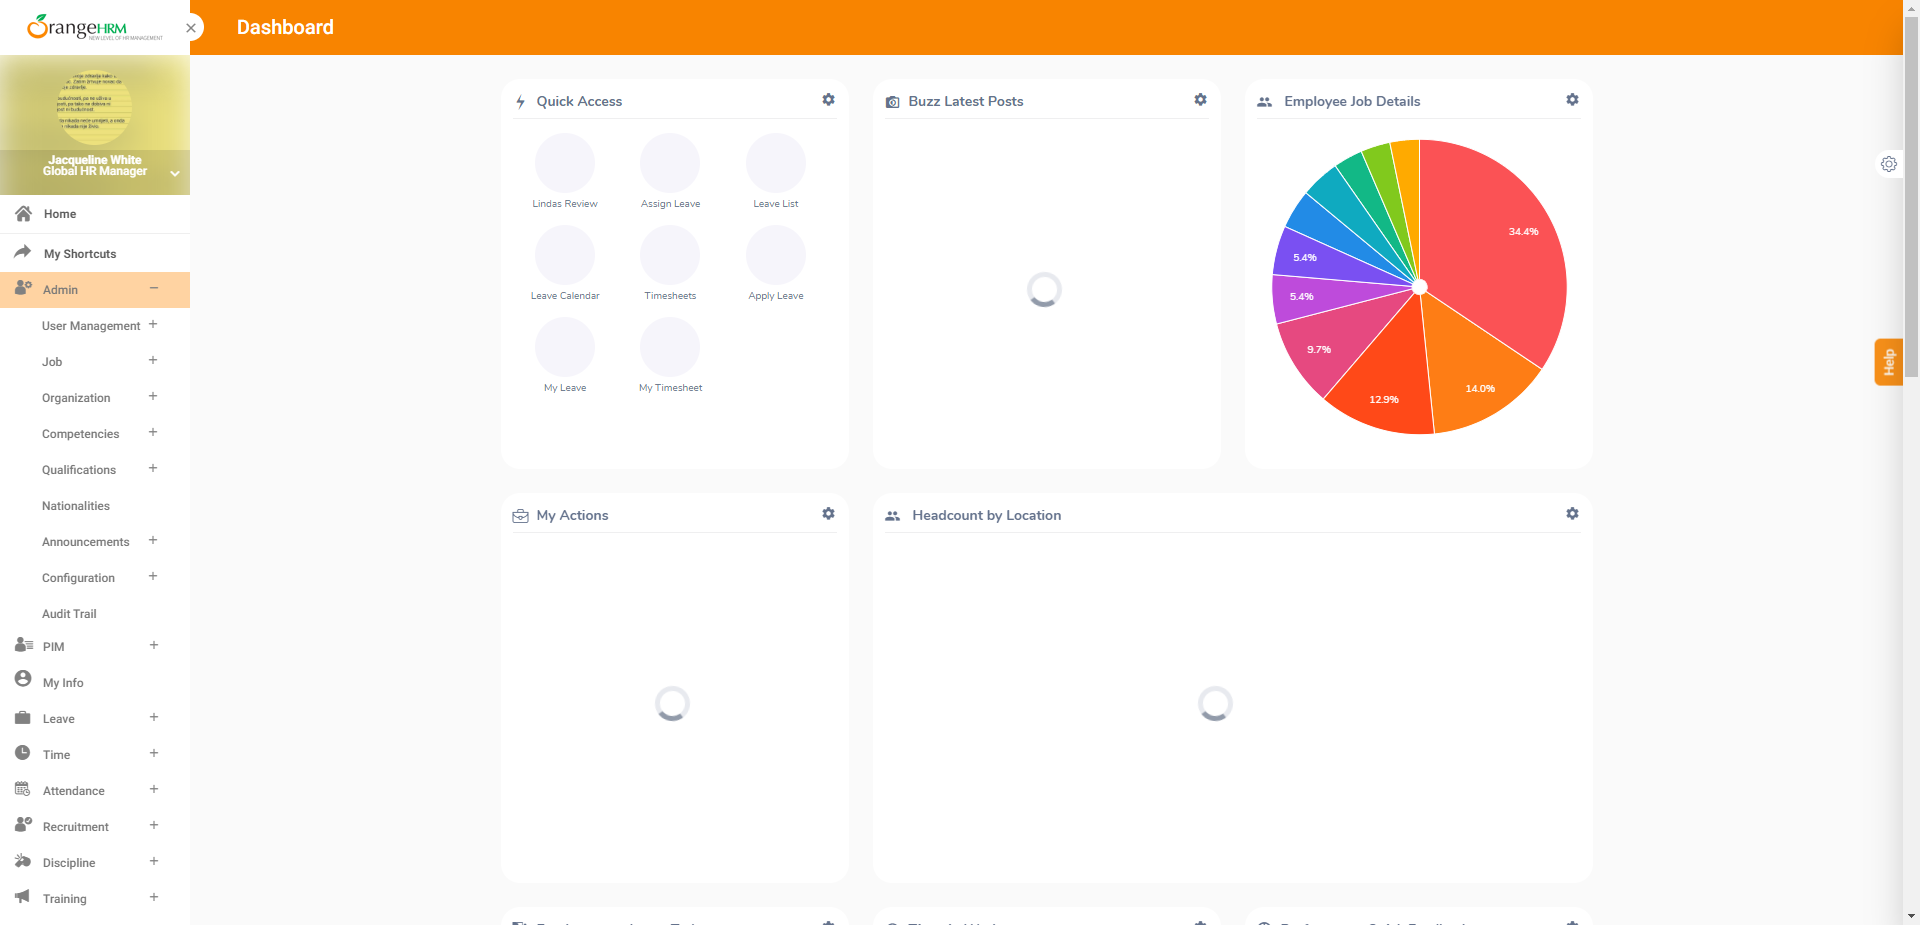 OrangeHRM
NEW LEVEL OF HR MANAGEMENT
Dashboard
Jacqueline White
Global HR Manager
Home
My Shortcuts
Admin
User Management
Job
Organization
Competencies
Qualifications
Nationalities
Announcements
Configuration
Audit Trail
PIM
My Info
Leave
Time
Attendance
Recruitment
Discipline
Training
Quick Access
Lindas Review
Assign Leave
Leave List
Leave Calendar
Timesheets
Apply Leave
My Leave
My Timesheet
Buzz Latest Posts
Employee Job Details
34.4%
14.0%
12.9%
9.7%
5.4%
5.4%
My Actions
Headcount by Location
Help